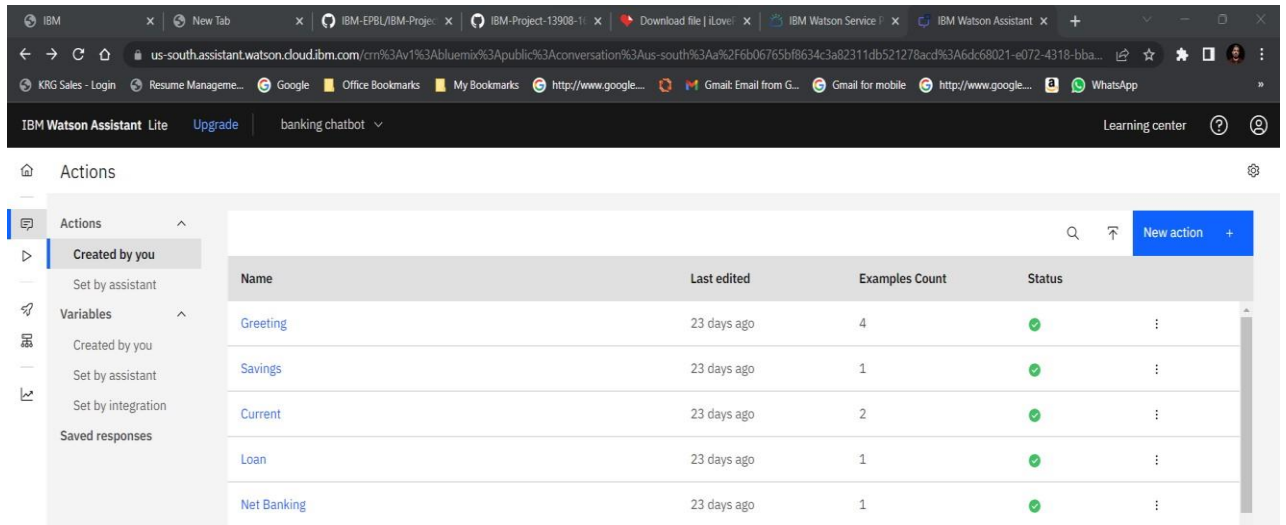 IBM
New Tab
IBM-EPBL/IBM-Projec
IBM-Project-13908-1
Download file | iLove
IBM Watson Service P
IBM Watson Assistant
us-south.assistant.watson.cloud.ibm.com/crn%3Av1%3Abluemix%3Apublic%3Aconversation%3Aus-south%3Aa%2F6b06765bf8634c3a82311db521278acd%3A6dc68021-e072-4318-bba...
KRG Sales - Login
Resume Manageme...
Google
Office Bookmarks
My Bookmarks
http://www.google....
Gmail: Email from G...
Gmail for mobile
http://www.google....
WhatsApp
»
IBM Watson Assistant Lite
Upgrade
banking chatbot
Learning center
Actions
Actions
Created by you
Set by assistant
Variables
Created by you
Set by assistant
Set by integration
Saved responses
New action +
Name Last edited Examples Count Status
Greeting 23 days ago 4
Savings 23 days ago 1
Current 23 days ago 2
Loan 23 days ago 1
Net Banking 23 days ago 1